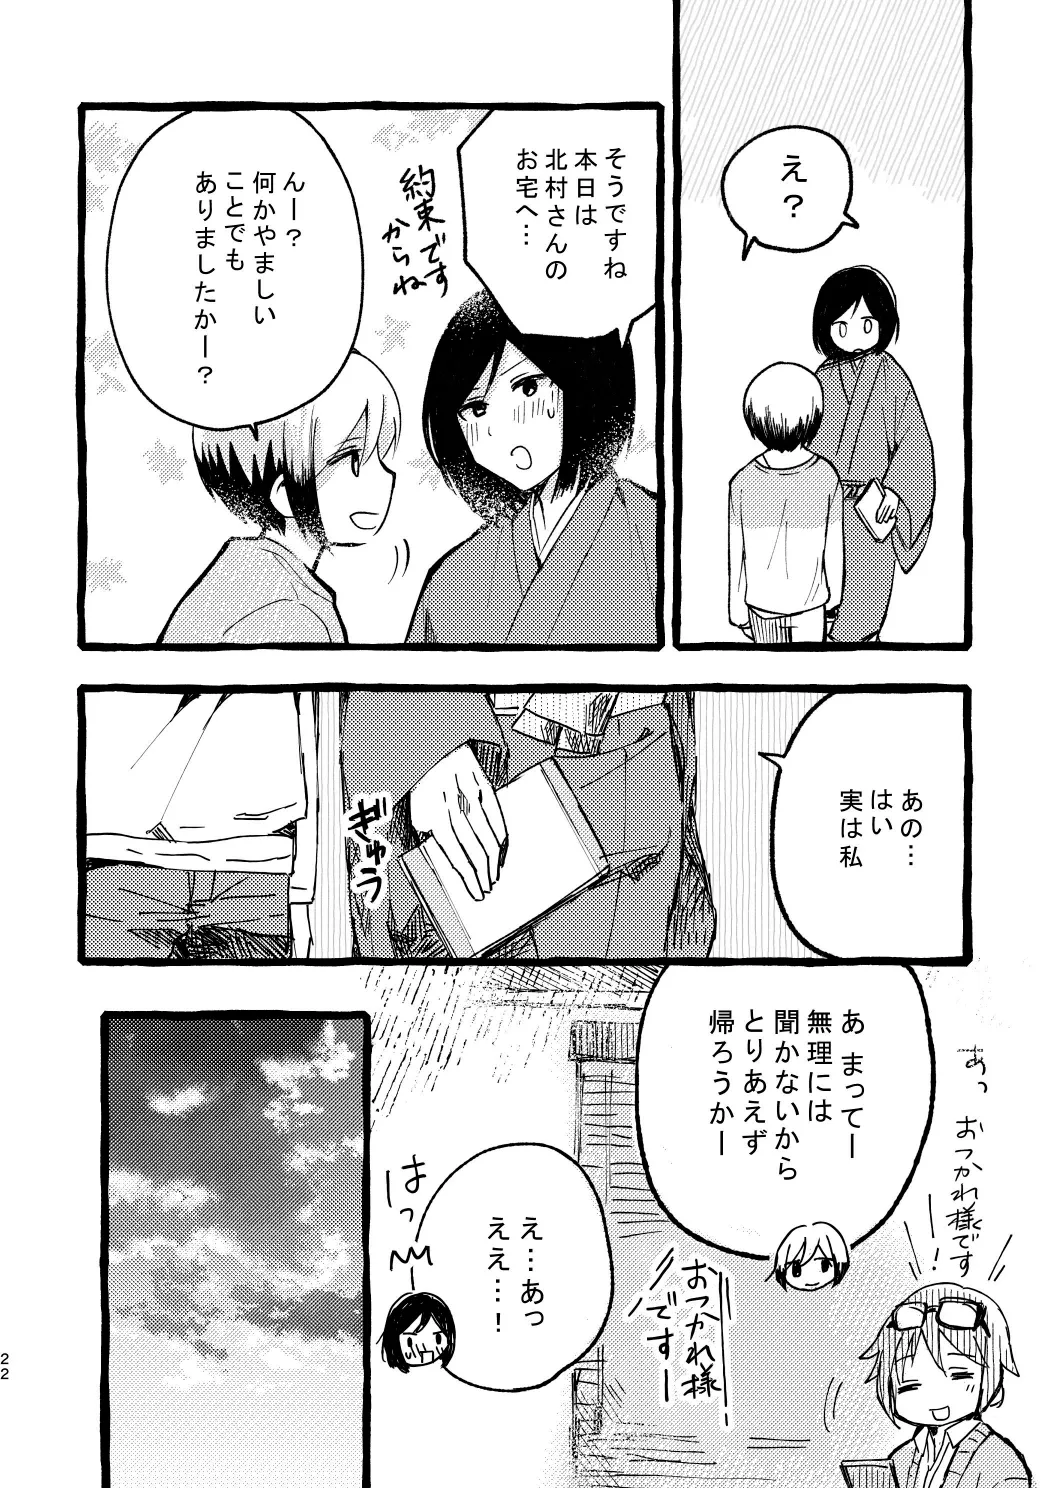 え？
そうですね
本日は
北村さんの
お宅へ…
約束です
からね
んー？
何かやましい
ことでも
ありましたかー？
あの…
はい
実は私
ぎゅう
あ まってー
無理には
聞かないから
とりあえず
帰ろうかー
あっ
おつかれ様です
ー！
おつかれ様
でーす
え…あっ
ええ…！
はっ
22